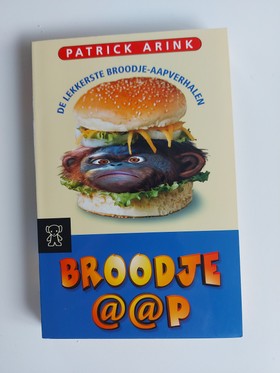 PATRICK ARINK
DE LEKKERSTE BROODJE-AAPVERHALEN
BROODJE
@@P